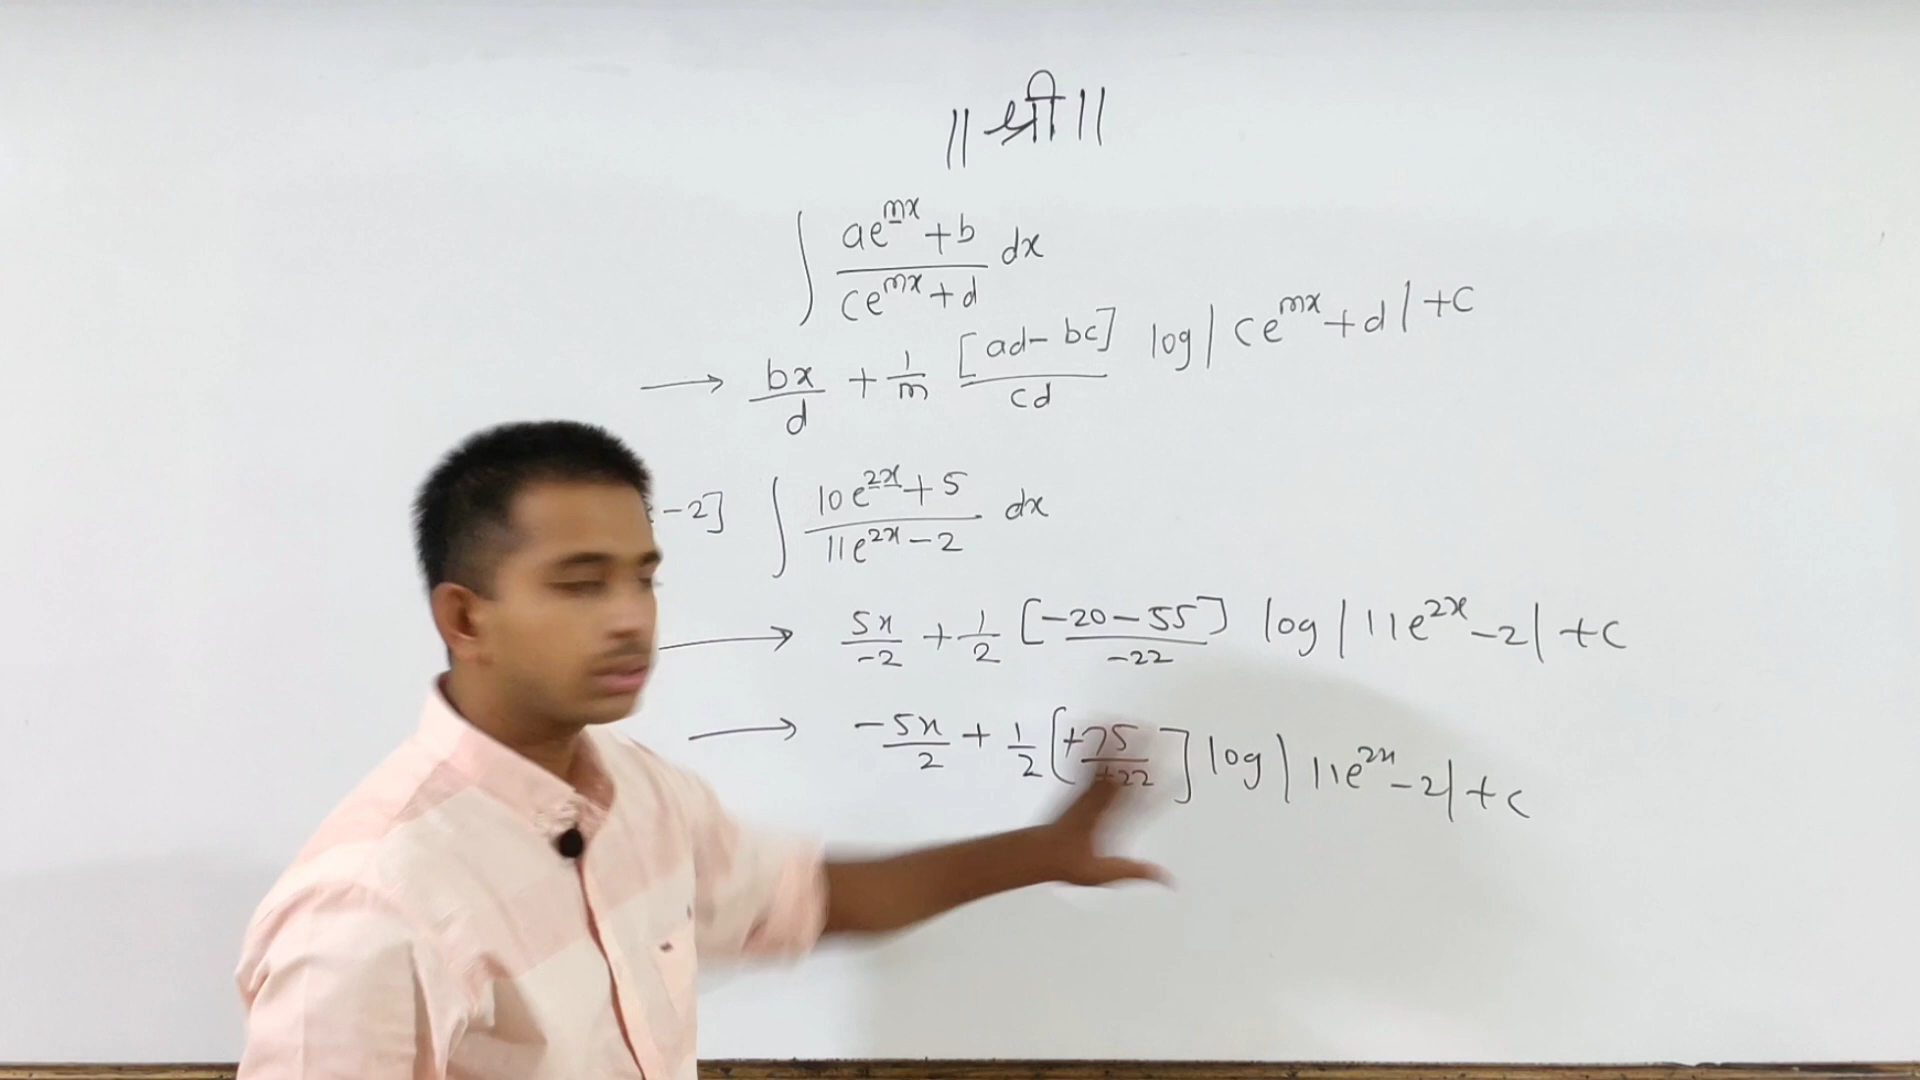 || श्री ||
∫ (ae^{mx} + b)/(ce^{mx} + d) dx
→ bx/d + 1/m [ad - bc]/cd log|ce^{mx} + d| + c
-2] ∫ (10e^{2x} + 5)/(11e^{2x} - 2) dx
→ 5x/-2 + 1/2 [-20 - 55]/-22 log|11e^{2x} - 2| + c
→ -5x/2 + 1/2 [+75/+22] log|11e^{2x} - 2| + c